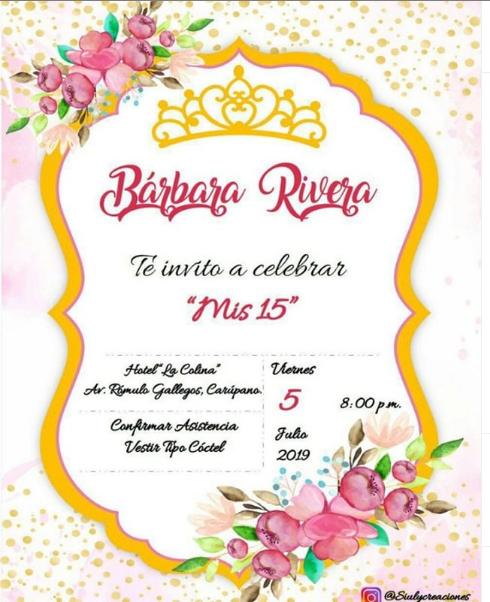 Bárbara Rivera
Te invito a celebrar
“Mis 15”
Hotel "La Colina"
Av. Rómulo Gallegos, Carúpano.
Confirmar Asistencia
Vestir Tipo Cóctel
Viernes
5
8:00 p.m.
Julio
2019
@Siulycreaciones